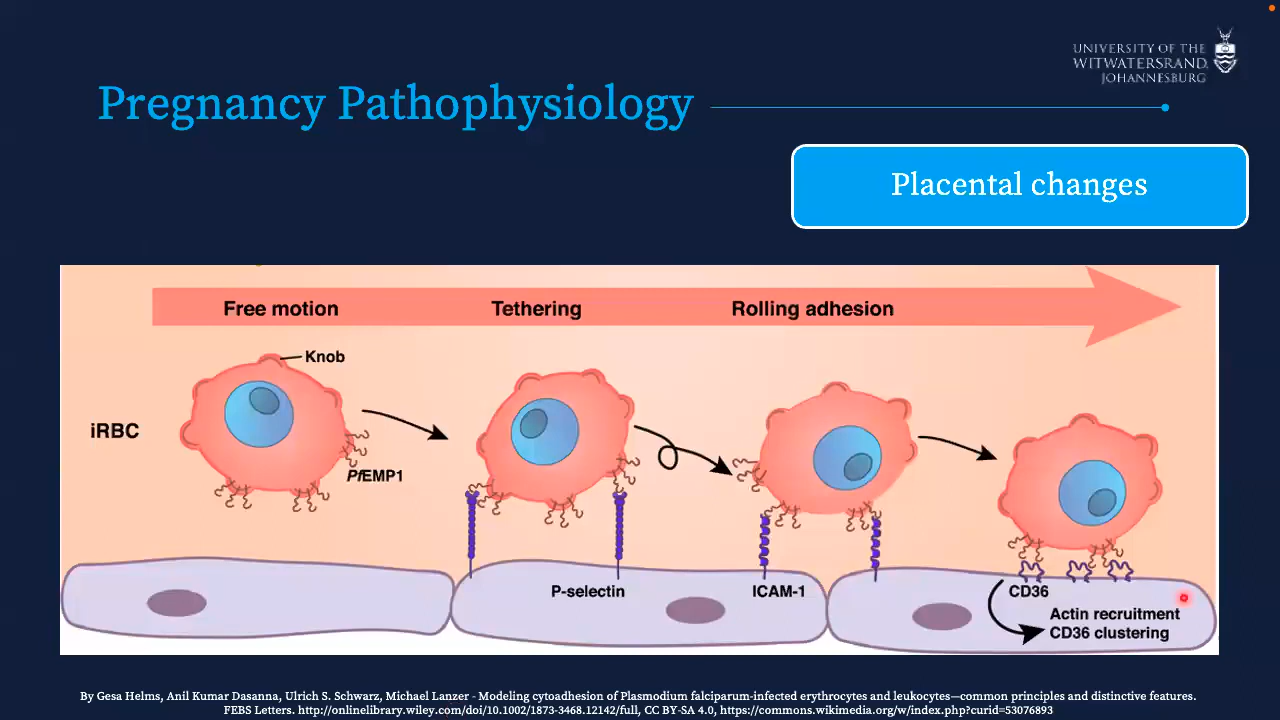 UNIVERSITY OF THE
WITWATERSRAND,
JOHANNESBURG
Pregnancy Pathophysiology
Placental changes
Free motion
Tethering
Rolling adhesion
Knob
iRBC
PfEMP1
P-selectin
ICAM-1
CD36
Actin recruitment
CD36 clustering
By Gesa Helms, Anil Kumar Dasanna, Ulrich S. Schwarz, Michael Lanzer - Modeling cytoadhesion of Plasmodium falciparum-infected erythrocytes and leukocytes—common principles and distinctive features.
FEBS Letters. http://onlinelibrary.wiley.com/doi/10.1002/1873-3468.12142/full, CC BY-SA 4.0, https://commons.wikimedia.org/w/index.php?curid=53076893